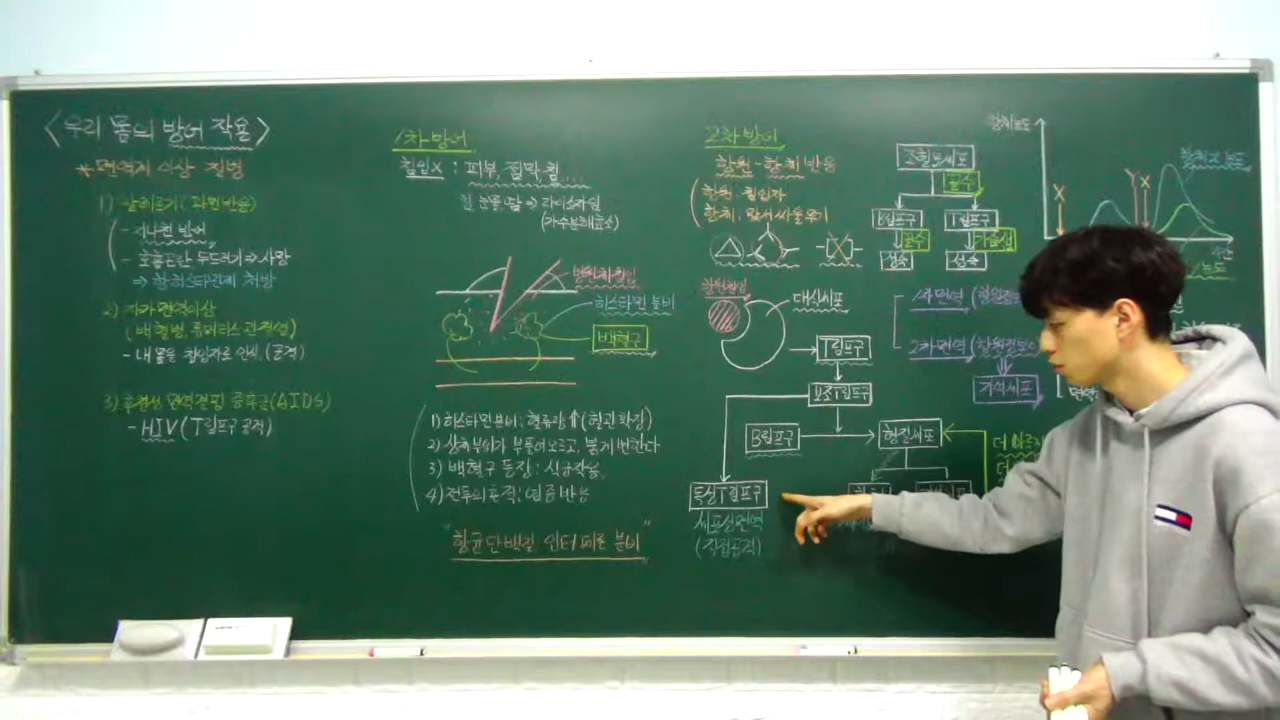 <우리 몸의 방어 작용>
*면역계 이상 질병
1) 알레르기 (과민반응)
- 지나친 방어
- 호흡곤란 두드러기 ⇒ 사망
⇒ 항히스타민제 처방
2) 자가 면역이상
(백혈병, 류머티스 관절염)
- 내 몸을 침입자로 인식. (공격)
3) 후천성 면역결핍 증후군 (AIDS)
- HIV (T림프구 공격)
1차 방어
침입X : 피부, 점막, 침 ....
침, 눈물, 땀 ⇒ 라이소자임
(가수분해효소)
병원체 침입
히스타민 분비
백혈구
1) 히스타민 분비 : 혈류량↑ (혈관 확장)
2) 상처부위가 부풀어오르고, 붉게 변한다
3) 백혈구 등장 : 식균작용.
4) 전투의 흔적 : 염증반응
"항균단백질 인터페론 분비"
2차 방어
항원 - 항체 반응
항원 : 침입자
항체 : 맞서싸울 무기
항원침입
대식세포
T림프구
보조T림프구
B림프구
형질세포
독성T림프구
세포성면역
(직접공격)
조혈모세포
골수
B림프구
T림프구
골수
가슴샘
성숙
성숙
1차면역
2차면역
기억세포
항체농도
X
Y X
항체X 농도
시간